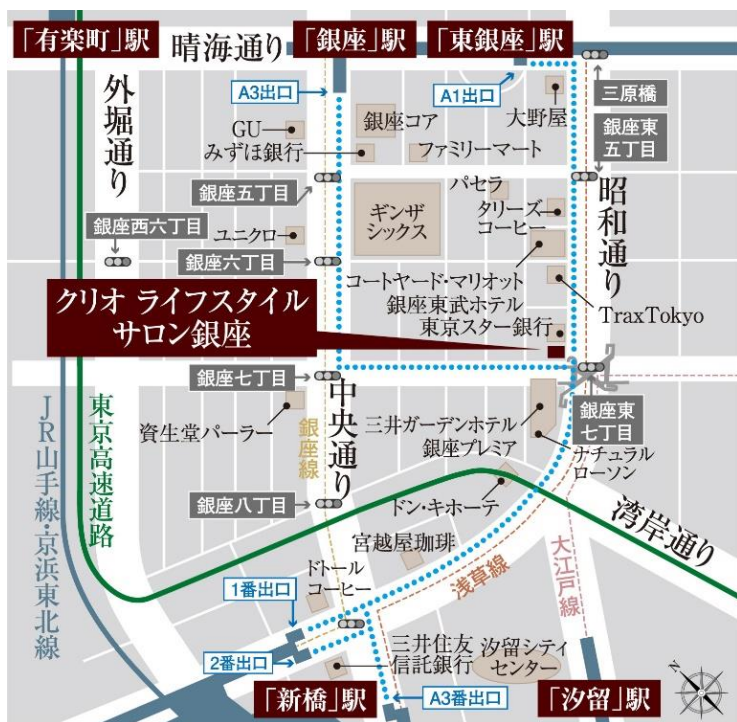 「有楽町」駅
晴海通り
「銀座」駅
「東銀座」駅
外堀通り
A3出口
A1出口
三原橋
GU
銀座コア
大野屋
銀座東
五丁目
みずほ銀行
ファミリーマート
銀座五丁目
パセラ
昭和通り
銀座西六丁目
ユニクロ
ギンザ
シックス
タリーズ
コーヒー
銀座六丁目
コートヤード・マリオット
銀座東武ホテル
クリオ ライフスタイル
サロン銀座
東京スター銀行
TraxTokyo
銀座七丁目
中央通り
銀座東
七丁目
資生堂パーラー
銀座線
三井ガーデンホテル
銀座プレミア
ナチュラル
ローソン
JR山手線・京浜東北線
東京高速道路
銀座八丁目
ドン・キホーテ
湾岸通り
宮越屋珈琲
浅草線
大江戸線
ドトール
コーヒー
1番出口
2番出口
三井住友
信託銀行
汐留シティ
センター
「新橋」駅
A3番出口
「汐留」駅
N